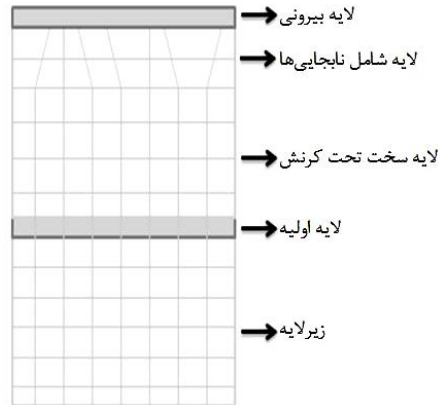 لایه بیرونی
لایه شامل نابجایی‌ها
لایه سخت تحت کرنش
لایه اولیه
زیرلایه